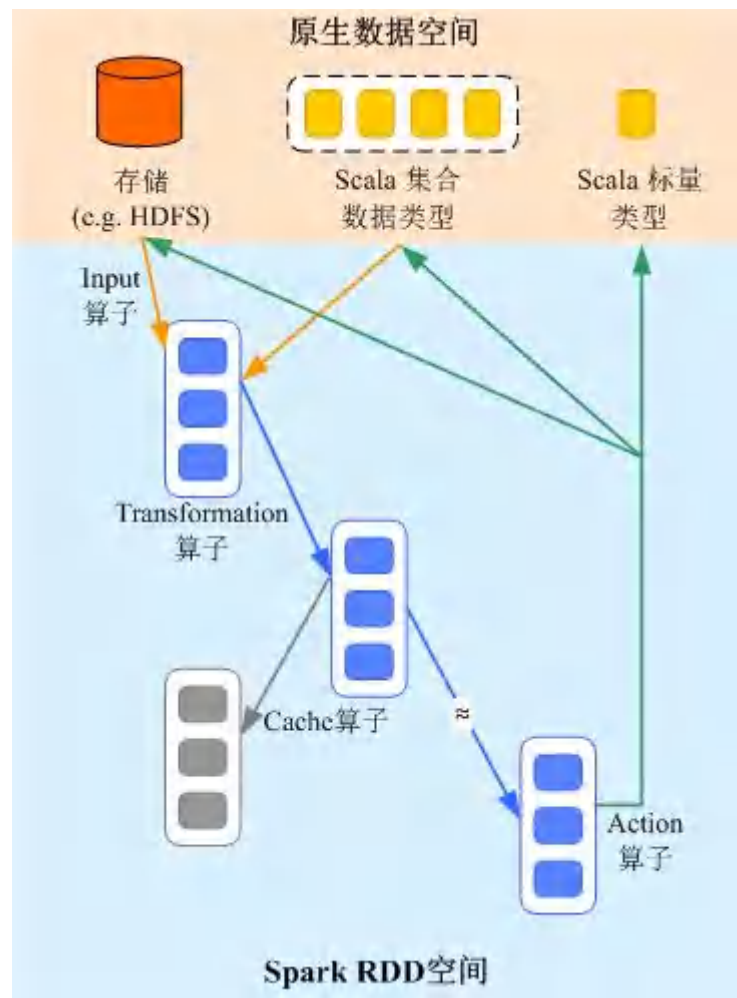 原生数据空间
存储
(e.g. HDFS)
Scala 集合
数据类型
Scala 标量
类型
Input
算子
Transformation
算子
Cache算子
≈
Action
算子
Spark RDD空间